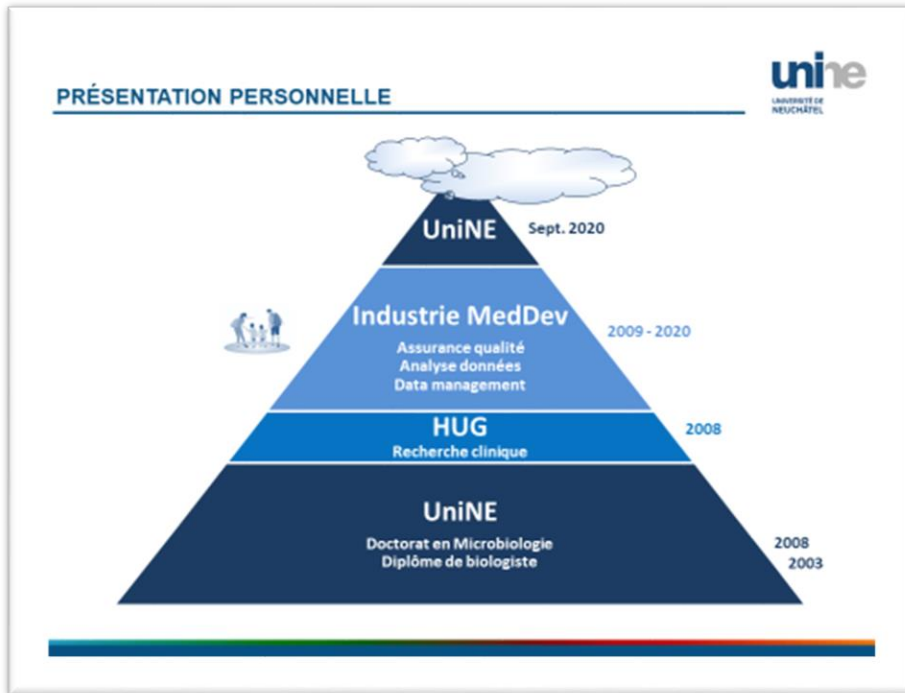 unine
UNIVERSITÉ DE
NEUCHÂTEL
PRÉSENTATION PERSONNELLE
UniNE
Sept. 2020
Industrie MedDev
2009 - 2020
Assurance qualité
Analyse données
Data management
HUG
2008
Recherche clinique
UniNE
Doctorat en Microbiologie
2008
Diplôme de biologiste
2003